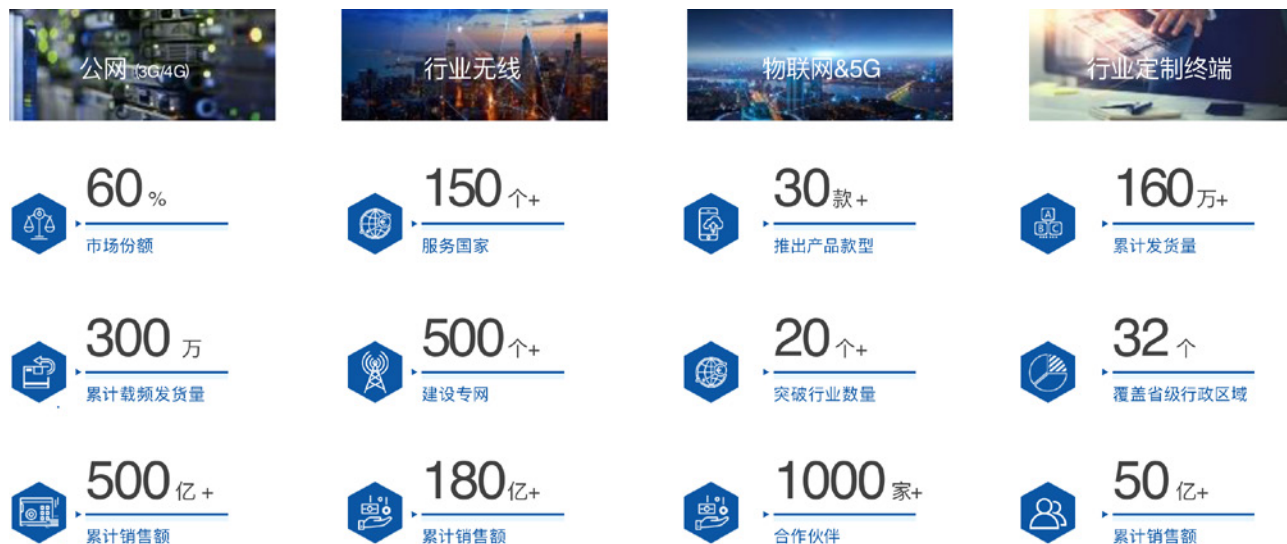 公网 (3G/4G)
60 %
市场份额
300 万
累计载频发货量
500 亿 +
累计销售额
行业无线
150 个+
服务国家
500 个+
建设专网
180 亿+
累计销售额
物联网&5G
30 款 +
推出产品款型
20 个+
突破行业数量
1000 家+
合作伙伴
行业定制终端
160 万+
累计发货量
A
B C
32 个
覆盖省级行政区域
50 亿+
累计销售额